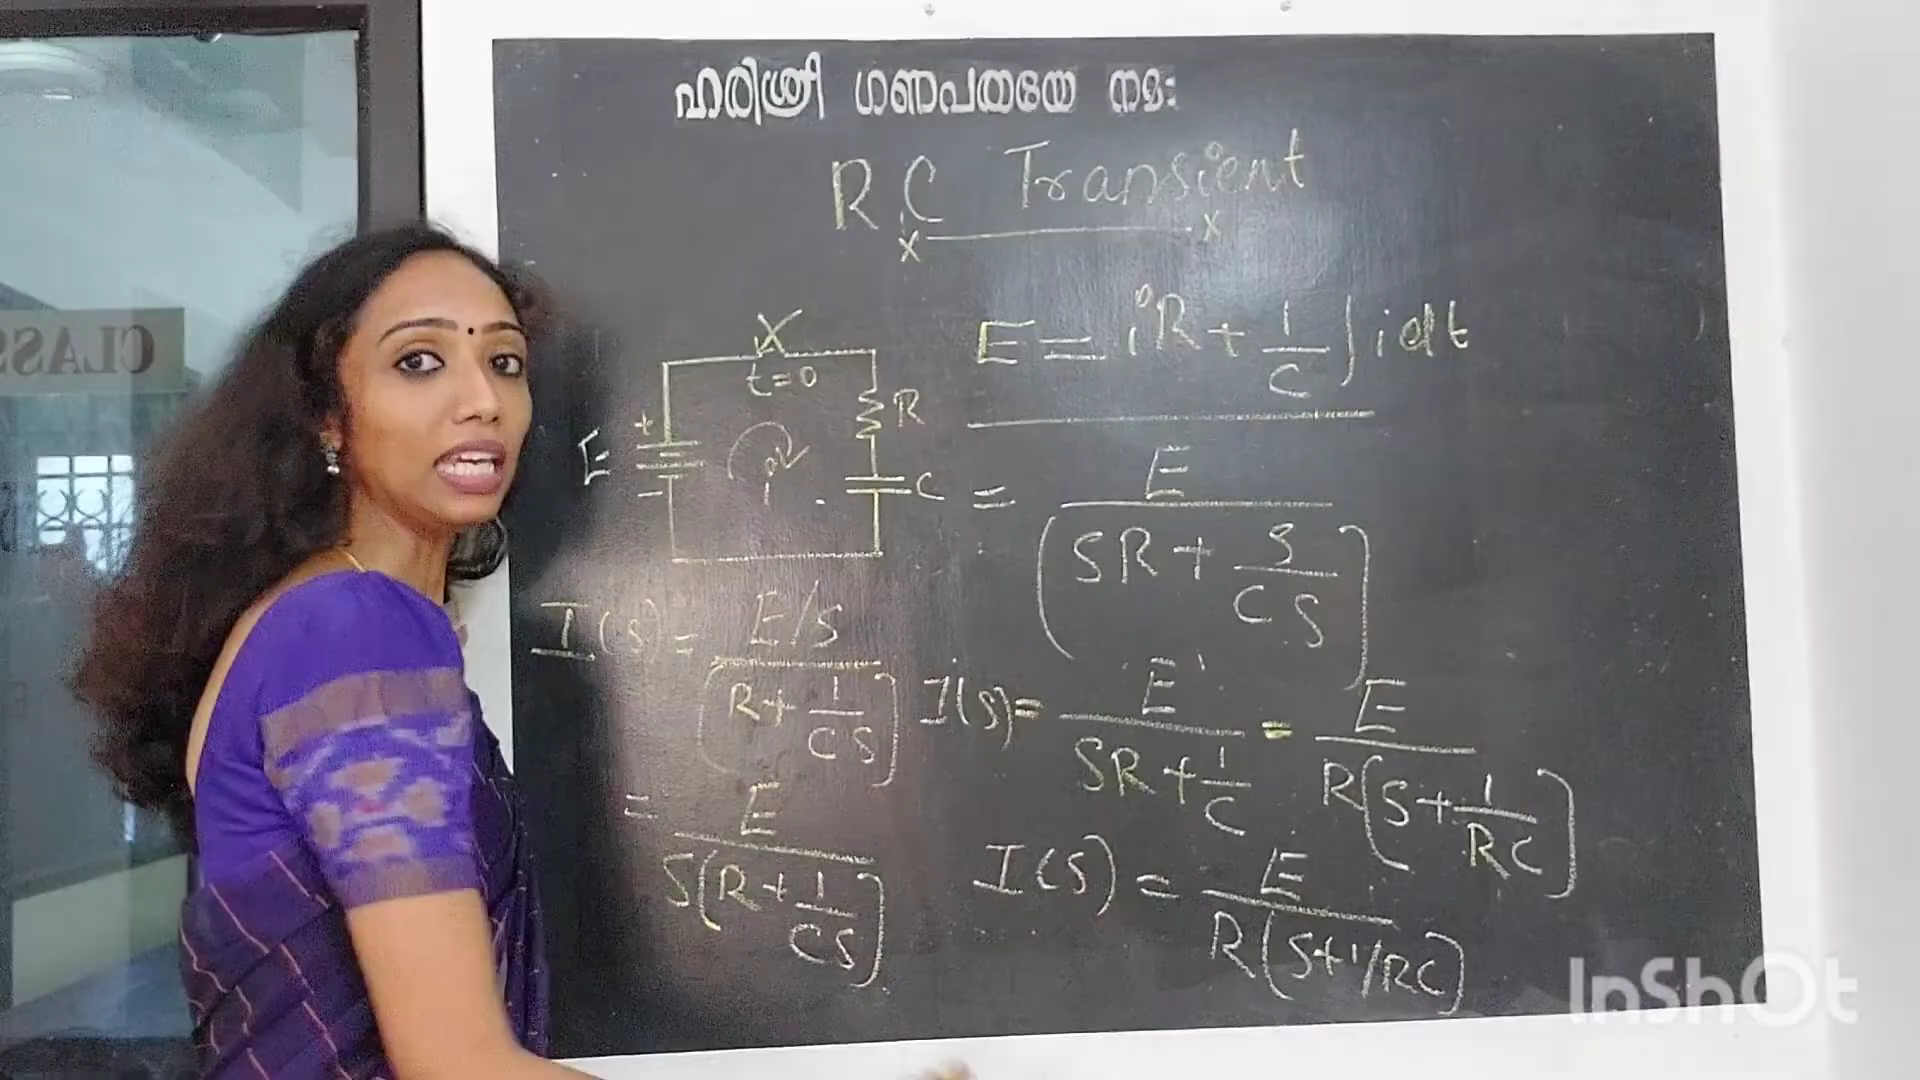 ഹരിശ്രീ ഗണപതയേ നമഃ
RC Transient
x x
E = iR + 1/C ∫ i dt
x
t=0
+
E
-
i
R
C
I(s) = E/s / (R + 1/CS)
= E / S(R + 1/CS)
= E / (SR + S/CS)
I(s) = E / SR + 1/C = E / R(S + 1/RC)
I(s) = E / R(S+1/RC)
CLASS
InShOt